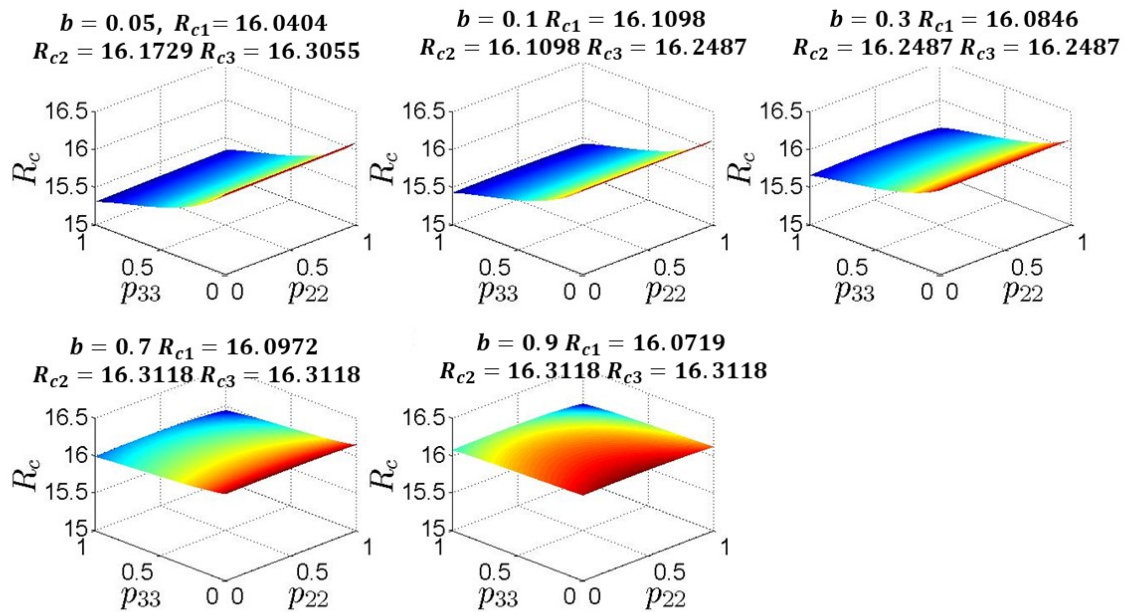 b = 0.05, R_c1 = 16.0404
R_c2 = 16.1729 R_c3 = 16.3055
b = 0.1 R_c1 = 16.1098
R_c2 = 16.1098 R_c3 = 16.2487
b = 0.3 R_c1 = 16.0846
R_c2 = 16.2487 R_c3 = 16.2487
16.5
16
15.5
15
R_c
1
0.5
0
p_33
0
0.5
1
p_22
16.5
16
15.5
15
R_c
1
0.5
0
p_33
0
0.5
1
p_22
16.5
16
15.5
15
R_c
1
0.5
0
p_33
0
0.5
1
p_22
b = 0.7 R_c1 = 16.0972
R_c2 = 16.3118 R_c3 = 16.3118
b = 0.9 R_c1 = 16.0719
R_c2 = 16.3118 R_c3 = 16.3118
16.5
16
15.5
15
R_c
1
0.5
0
p_33
0
0.5
1
p_22
16.5
16
15.5
15
R_c
1
0.5
0
p_33
0
0.5
1
p_22